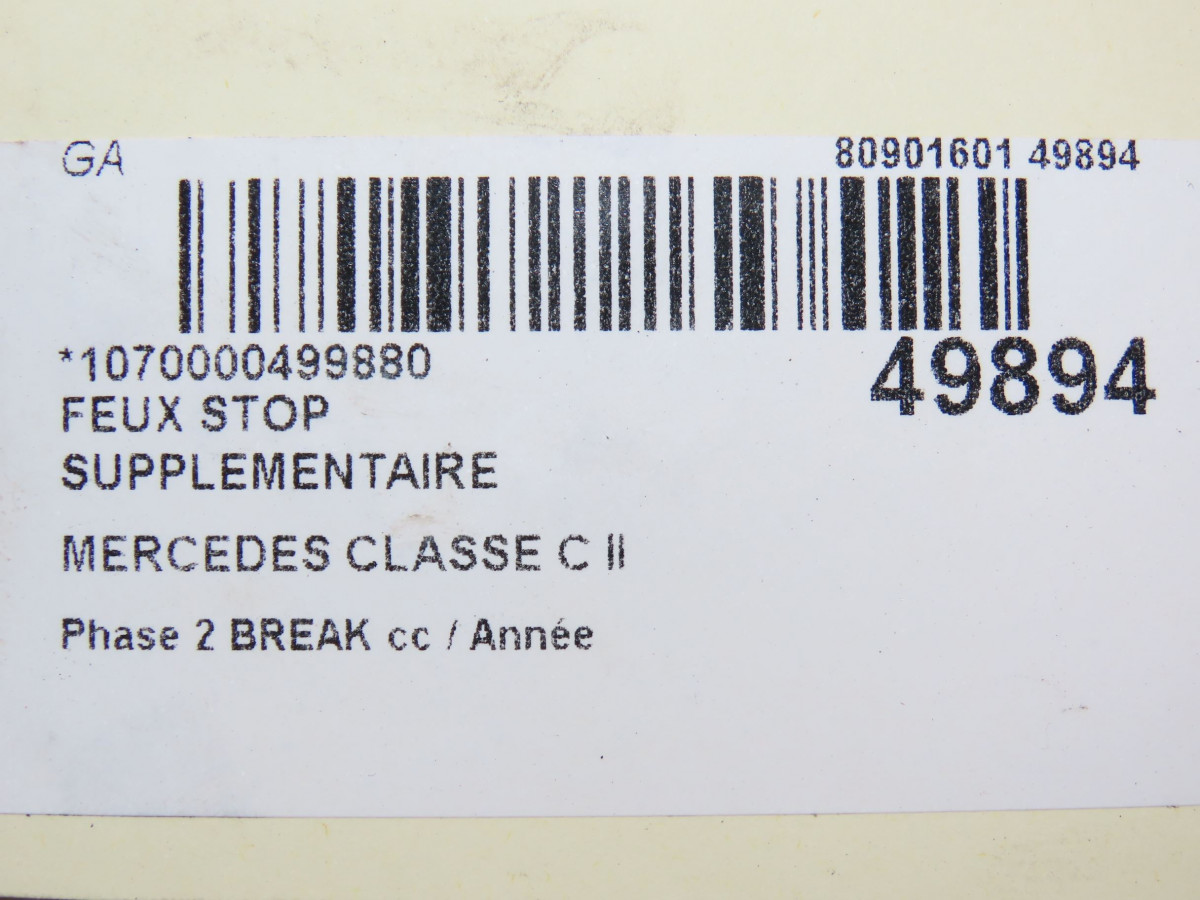 GA 80901601 49894
*1070000499880
49894
FEUX STOP
SUPPLEMENTAIRE
MERCEDES CLASSE C II
Phase 2 BREAK cc / Année